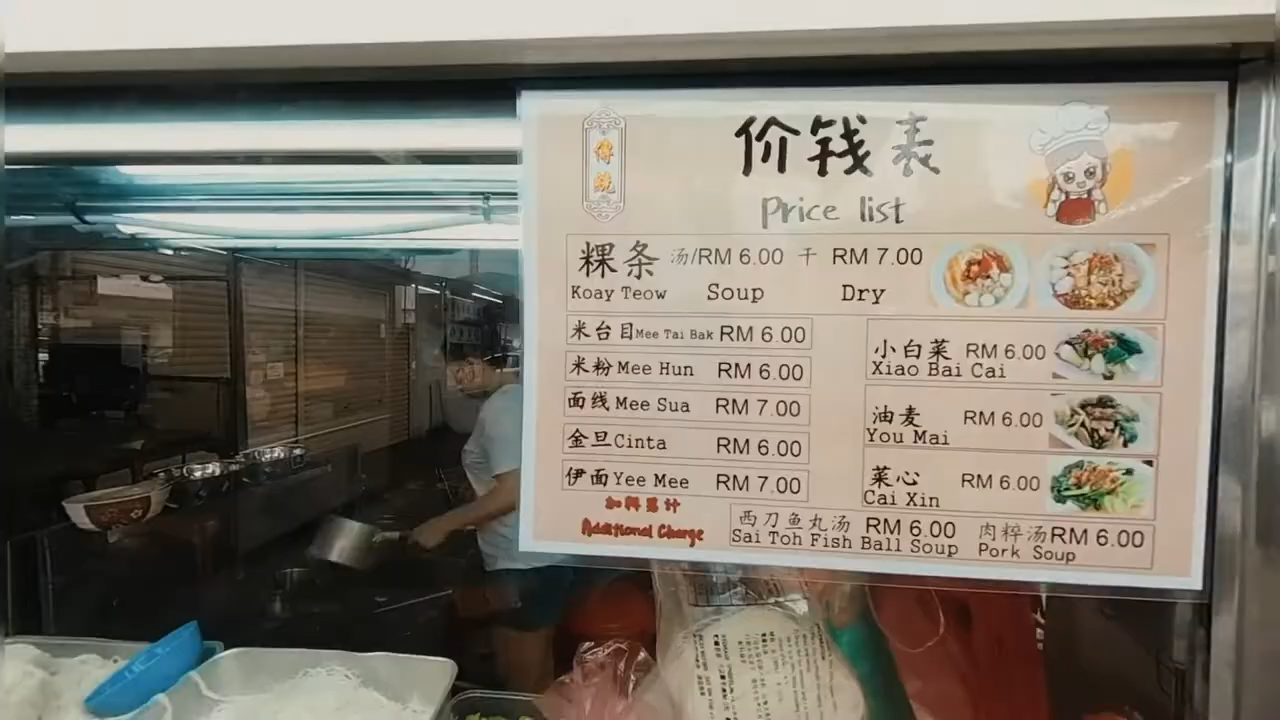 傳統
价钱表
Price list
粿条 汤/RM 6.00 干 RM 7.00
Koay Teow Soup Dry
米台目 Mee Tai Bak RM 6.00
米粉 Mee Hun RM 6.00
面线 Mee Sua RM 7.00
金旦 Cinta RM 6.00
伊面 Yee Mee RM 7.00
加料另计
Additional Charge
小白菜 RM 6.00
Xiao Bai Cai
油麦 RM 6.00
You Mai
菜心 RM 6.00
Cai Xin
西刀鱼丸汤 RM 6.00 肉粹汤 RM 6.00
Sai Toh Fish Ball Soup Pork Soup